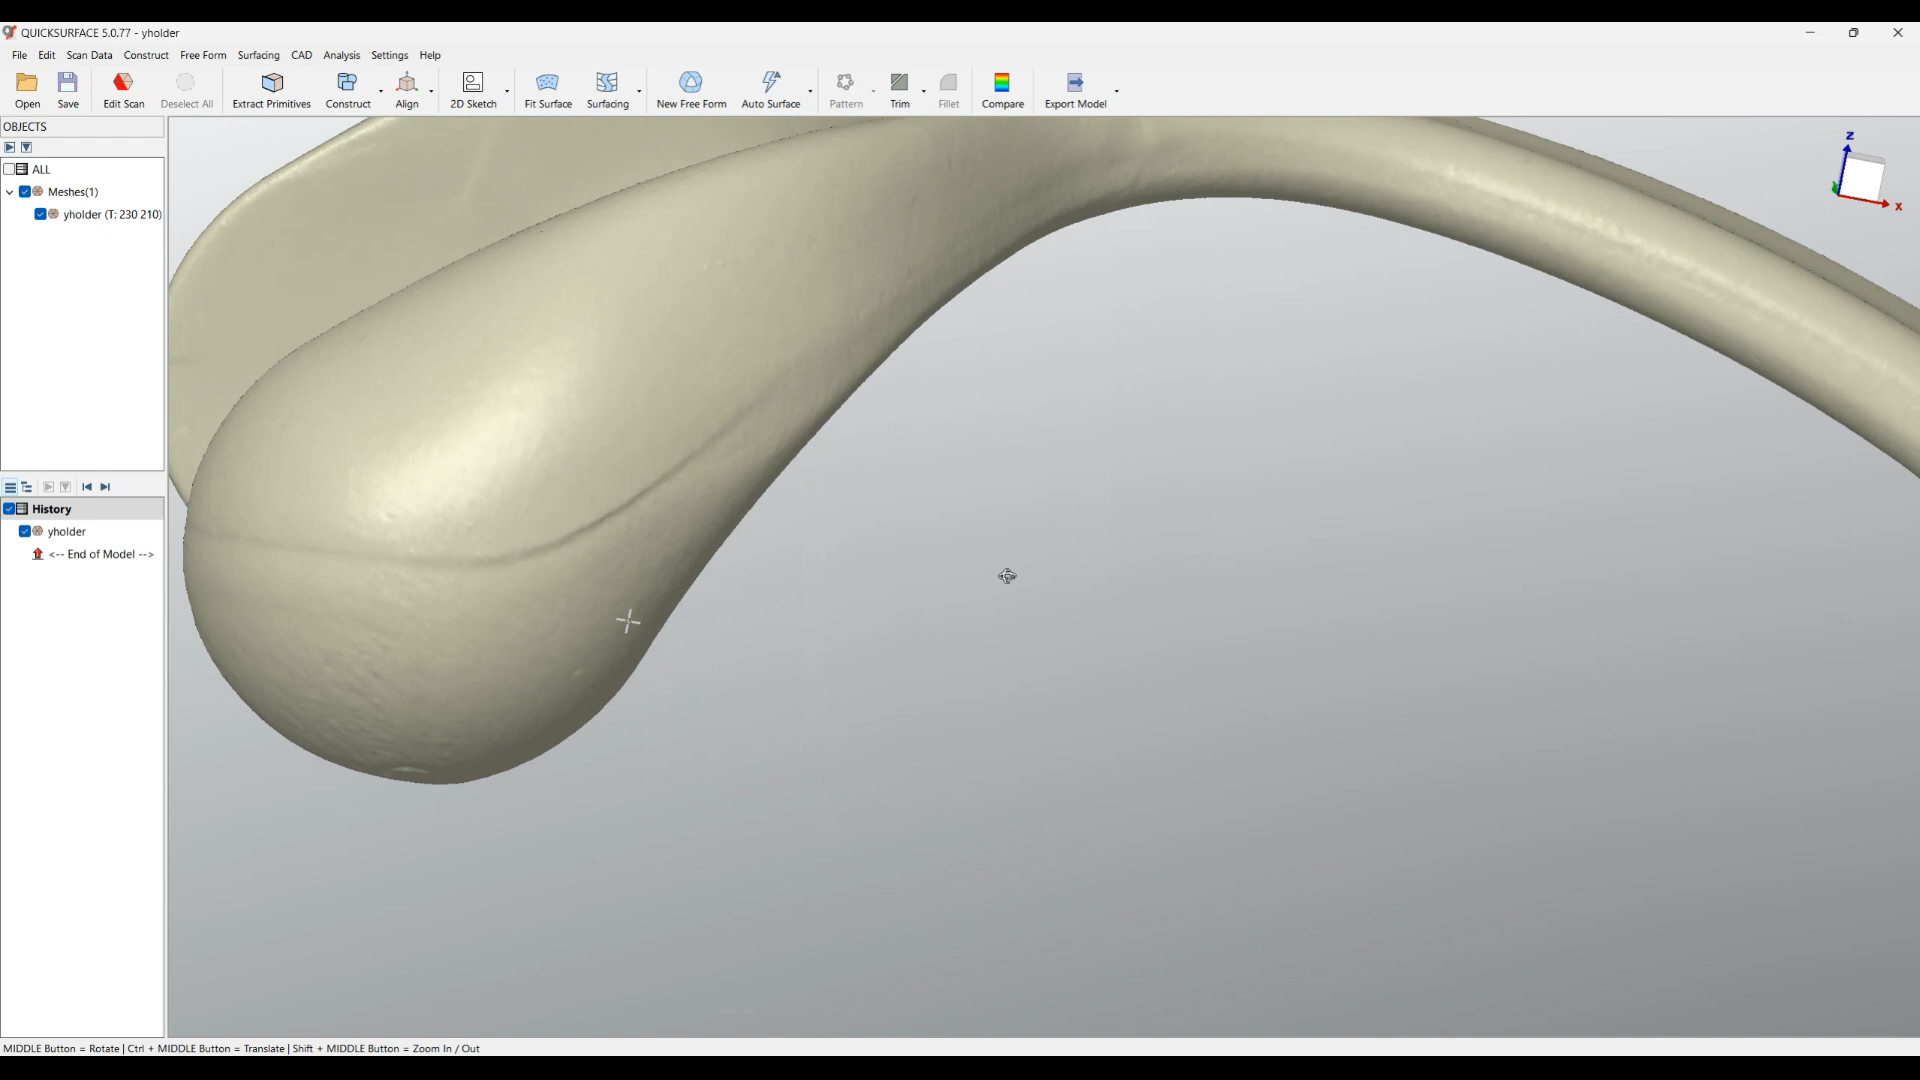 QUICKSURFACE 5.0.77 - yholder
File Edit Scan Data Construct Free Form Surfacing CAD Analysis Settings Help
Open Save Edit Scan Deselect All Extract Primitives Construct Align 2D Sketch Fit Surface Surfacing New Free Form Auto Surface Pattern Trim Fillet Compare Export Model
OBJECTS
ALL
Meshes(1)
yholder (T: 230 210)
History
yholder
<-- End of Model -->
z
x
MIDDLE Button = Rotate | Ctrl + MIDDLE Button = Translate | Shift + MIDDLE Button = Zoom In / Out